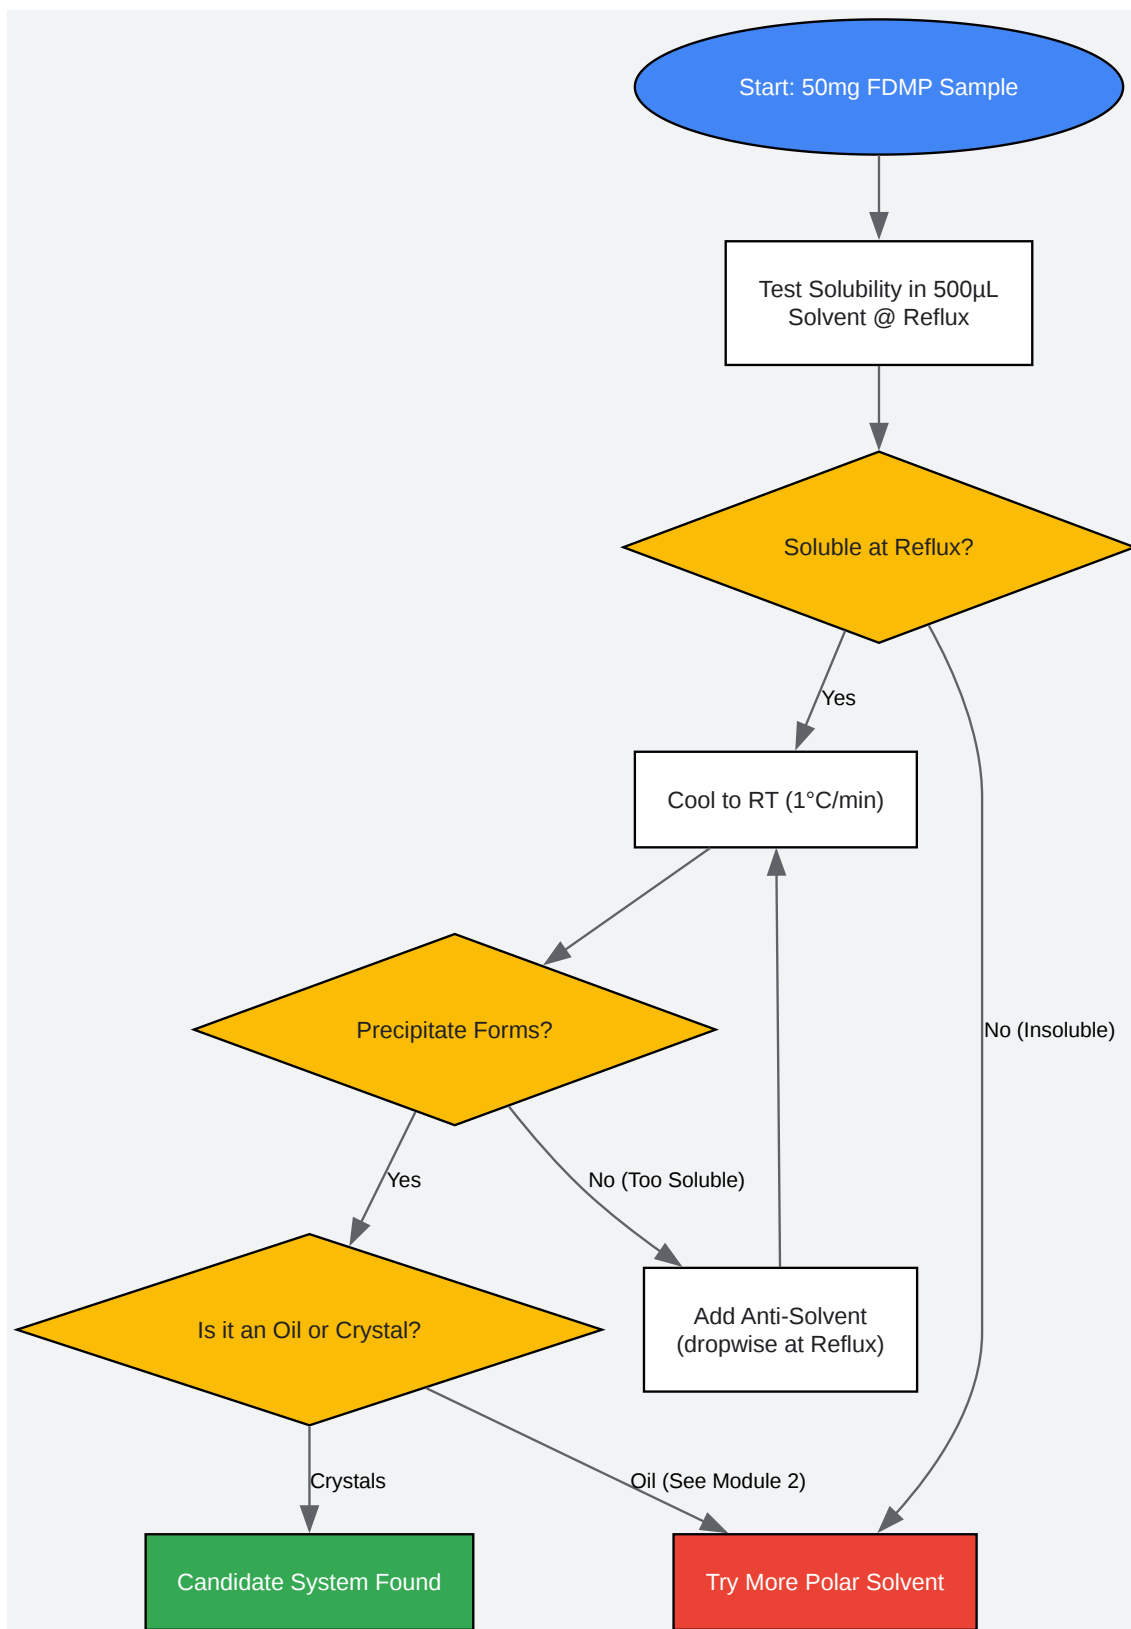 Start: 50mg FDMP Sample
Test Solubility in 500µL
Solvent @ Reflux
Soluble at Reflux?
Yes
Cool to RT (1°C/min)
Precipitate Forms?
No (Insoluble)
Yes
No (Too Soluble)
Is it an Oil or Crystal?
Add Anti-Solvent
(dropwise at Reflux)
Crystals
Oil (See Module 2)
Candidate System Found
Try More Polar Solvent